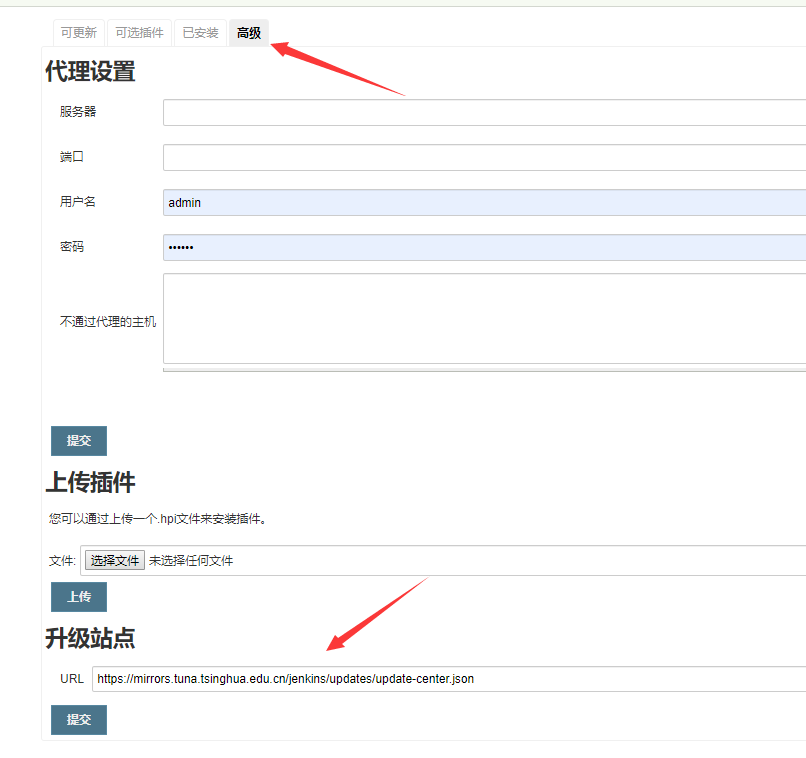 可更新 可选插件 已安装 高级
代理设置
服务器
端口
用户名 admin
密码 ••••••
不通过代理的主机
提交
上传插件
您可以通过上传一个.hpi文件来安装插件。
文件: 选择文件 未选择任何文件
上传
升级站点
URL https://mirrors.tuna.tsinghua.edu.cn/jenkins/updates/update-center.json
提交